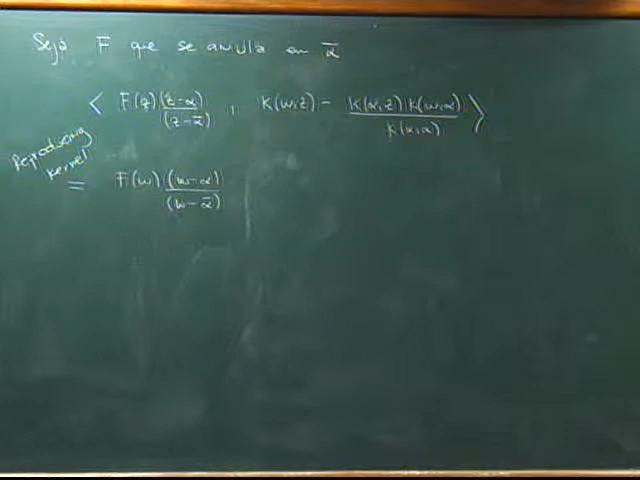 Seja F que se anula em ᾱ
⟨ F(z) (z-α)/(z-ᾱ) , K(w,z) - K(α,z) K(w,α)/K(α,α) ⟩
Reproducing kernel
= F(w) (w-α)/(w-ᾱ)